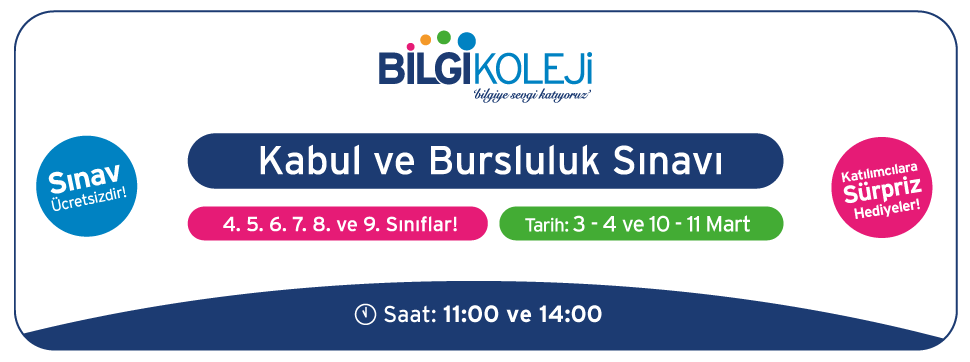 BİLGİKOLEJİ
'bilgiye sevgi katıyoruz'
Kabul ve Bursluluk Sınavı
Sınav
Ücretsizdir!
4. 5. 6. 7. 8. ve 9. Sınıflar!
Tarih: 3 - 4 ve 10 - 11 Mart
Katılımcılara
Sürpriz
Hediyeler!
Saat: 11:00 ve 14:00